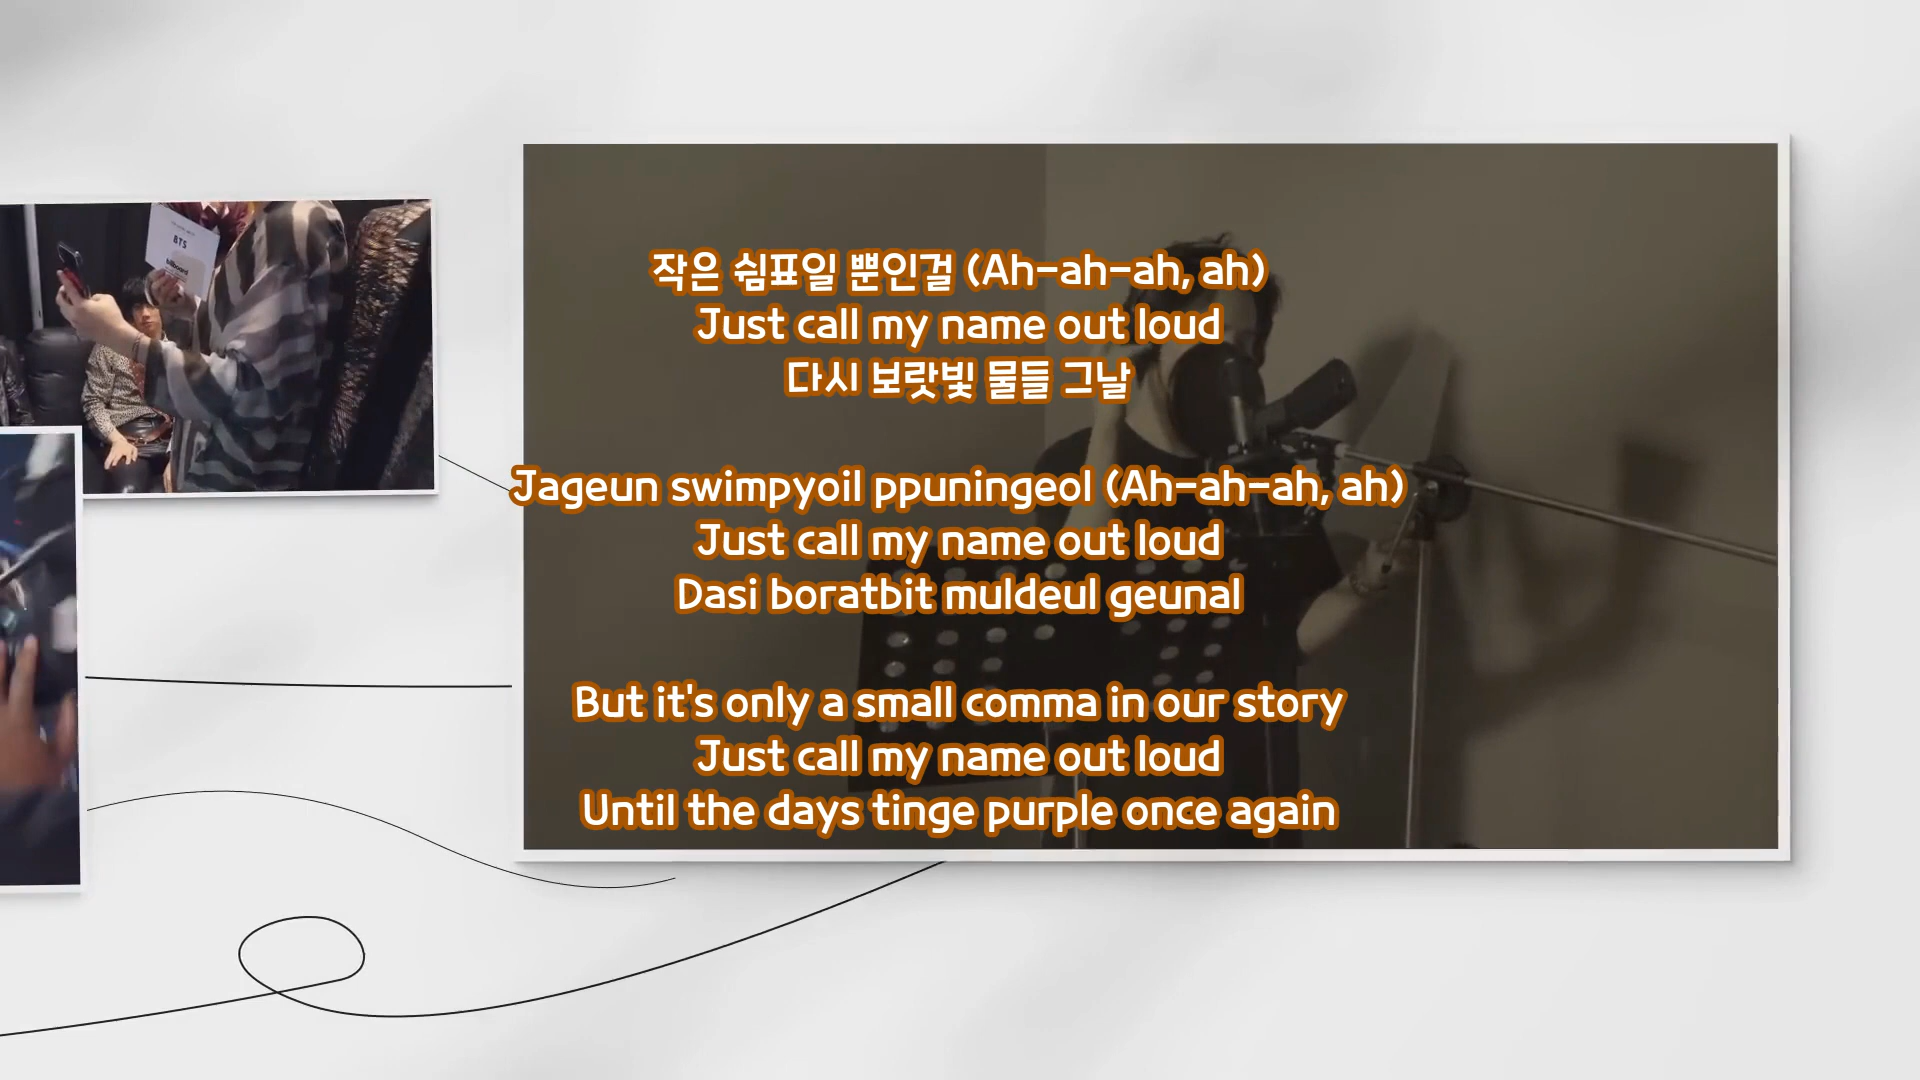 BTS
billboard
작은 쉼표일 뿐인걸 (Ah-ah-ah, ah)
Just call my name out loud
다시 보랏빛 물들 그날
Jageun swimpyoil ppuningeol (Ah-ah-ah, ah)
Just call my name out loud
Dasi boratbit muldeul geunal
But it's only a small comma in our story
Just call my name out loud
Until the days tinge purple once again